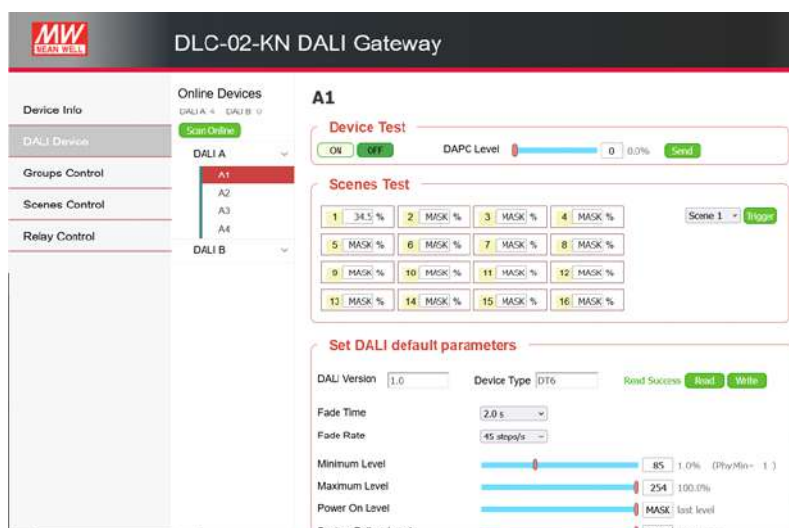 MW
MEAN WELL
DLC-02-KN DALI Gateway
Device Info
DALI Device
Groups Control
Scenes Control
Relay Control
Online Devices
DALI A: 4 DALI B: 0
Scan Online
DALI A
A1
A2
A3
A4
DALI B
A1
Device Test
ON OFF DAPC Level 0 0.0% Send
Scenes Test
1 34.5 % 2 MASK % 3 MASK % 4 MASK % Scene 1 Trigger
5 MASK % 6 MASK % 7 MASK % 8 MASK %
9 MASK % 10 MASK % 11 MASK % 12 MASK %
13 MASK % 14 MASK % 15 MASK % 16 MASK %
Set DALI default parameters
DALI Version 1.0 Device Type DT6 Read Success Read Write
Fade Time 2.0 s
Fade Rate 45 steps/s
Minimum Level 85 1.0% (PhyMin= 1 )
Maximum Level 254 100.0%
Power On Level MASK last level